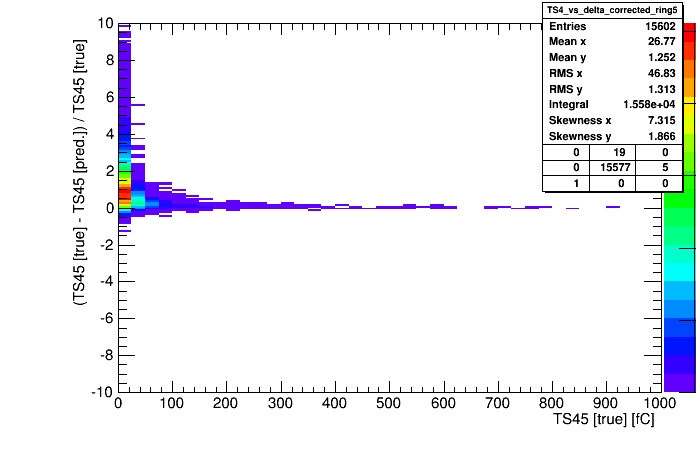 TS4_vs_delta_corrected_ring5
Entries 15602
Mean x 26.77
Mean y 1.252
RMS x 46.83
RMS y 1.313
Integral 1.558e+04
Skewness x 7.315
Skewness y 1.866
0 19 0
0 15577 5
1 0 0
(TS45 [true] - TS45 [pred.]) / TS45 [true]
10
8
6
4
2
0
-2
-4
-6
-8
-10
0 100 200 300 400 500 600 700 800 900 1000
TS45 [true] [fC]